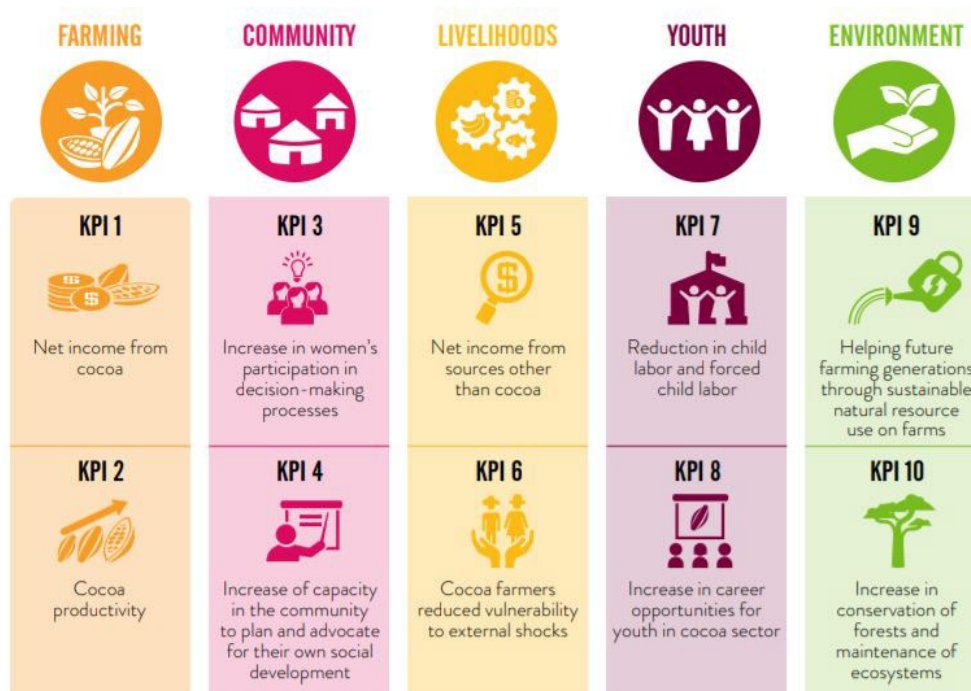 FARMING
COMMUNITY
LIVELIHOODS
YOUTH
ENVIRONMENT
KPI 1
Net income from
cocoa
KPI 3
Increase in women's
participation in
decision-making
processes
KPI 5
Net income from
sources other
than cocoa
KPI 7
Reduction in child
labor and forced
child labor
KPI 9
Helping future
farming generations
through sustainable
natural resource
use on farms
KPI 2
Cocoa
productivity
KPI 4
Increase of capacity
in the community
to plan and advocate
for their own social
development
KPI 6
Cocoa farmers
reduced vulnerability
to external shocks
KPI 8
Increase in career
opportunities for
youth in cocoa sector
KPI 10
Increase in
conservation of
forests and
maintenance of
ecosystems